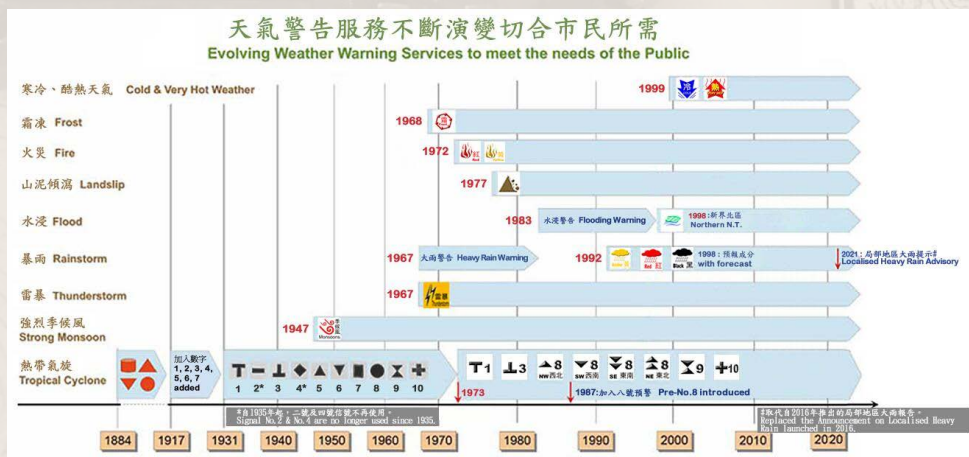 天氣警告服務不斷演變切合市民所需
Evolving Weather Warning Services to meet the needs of the Public
寒冷、酷熱天氣 Cold & Very Hot Weather
1999
霜凍 Frost
1968
火災 Fire
1972
紅
山泥傾瀉 Landslip
1977
水浸 Flood
1983
水浸警告 Flooding Warning
1998:新界北區
Northern N.T.
暴雨 Rainstorm
1967
大雨警告 Heavy Rain Warning
1992
Red 紅
Black 黑
1998 : 預報成分
with forecast
2021 : 局部地區大雨提示#
Localised Heavy Rain Advisory
雷暴 Thunderstorm
1967
雷暴
Thunderstorm
強烈季候風
Strong Monsoon
1947
Monsoons
熱帶氣旋
Tropical Cyclone
加入數字
1, 2, 3, 4,
5, 6, 7
added
1 2* 3 4* 5 6 7 8 9 10
1 3 8 8 8 8 9 10
NW 西北 SW 西南 SE 東南 NE 東北
1973
1987:加入八號預警 Pre-No.8 introduced
*自1935年起，二號及四號信號不再使用。
Signal No.2 & No.4 are no longer used since 1935.
#取代自2016年推出的局部地區大雨報告。
Replaced the Announcement on Localised Heavy
Rain launched in 2016.
1884 1917 1931 1940 1950 1960 1970 1980 1990 2000 2010 2020